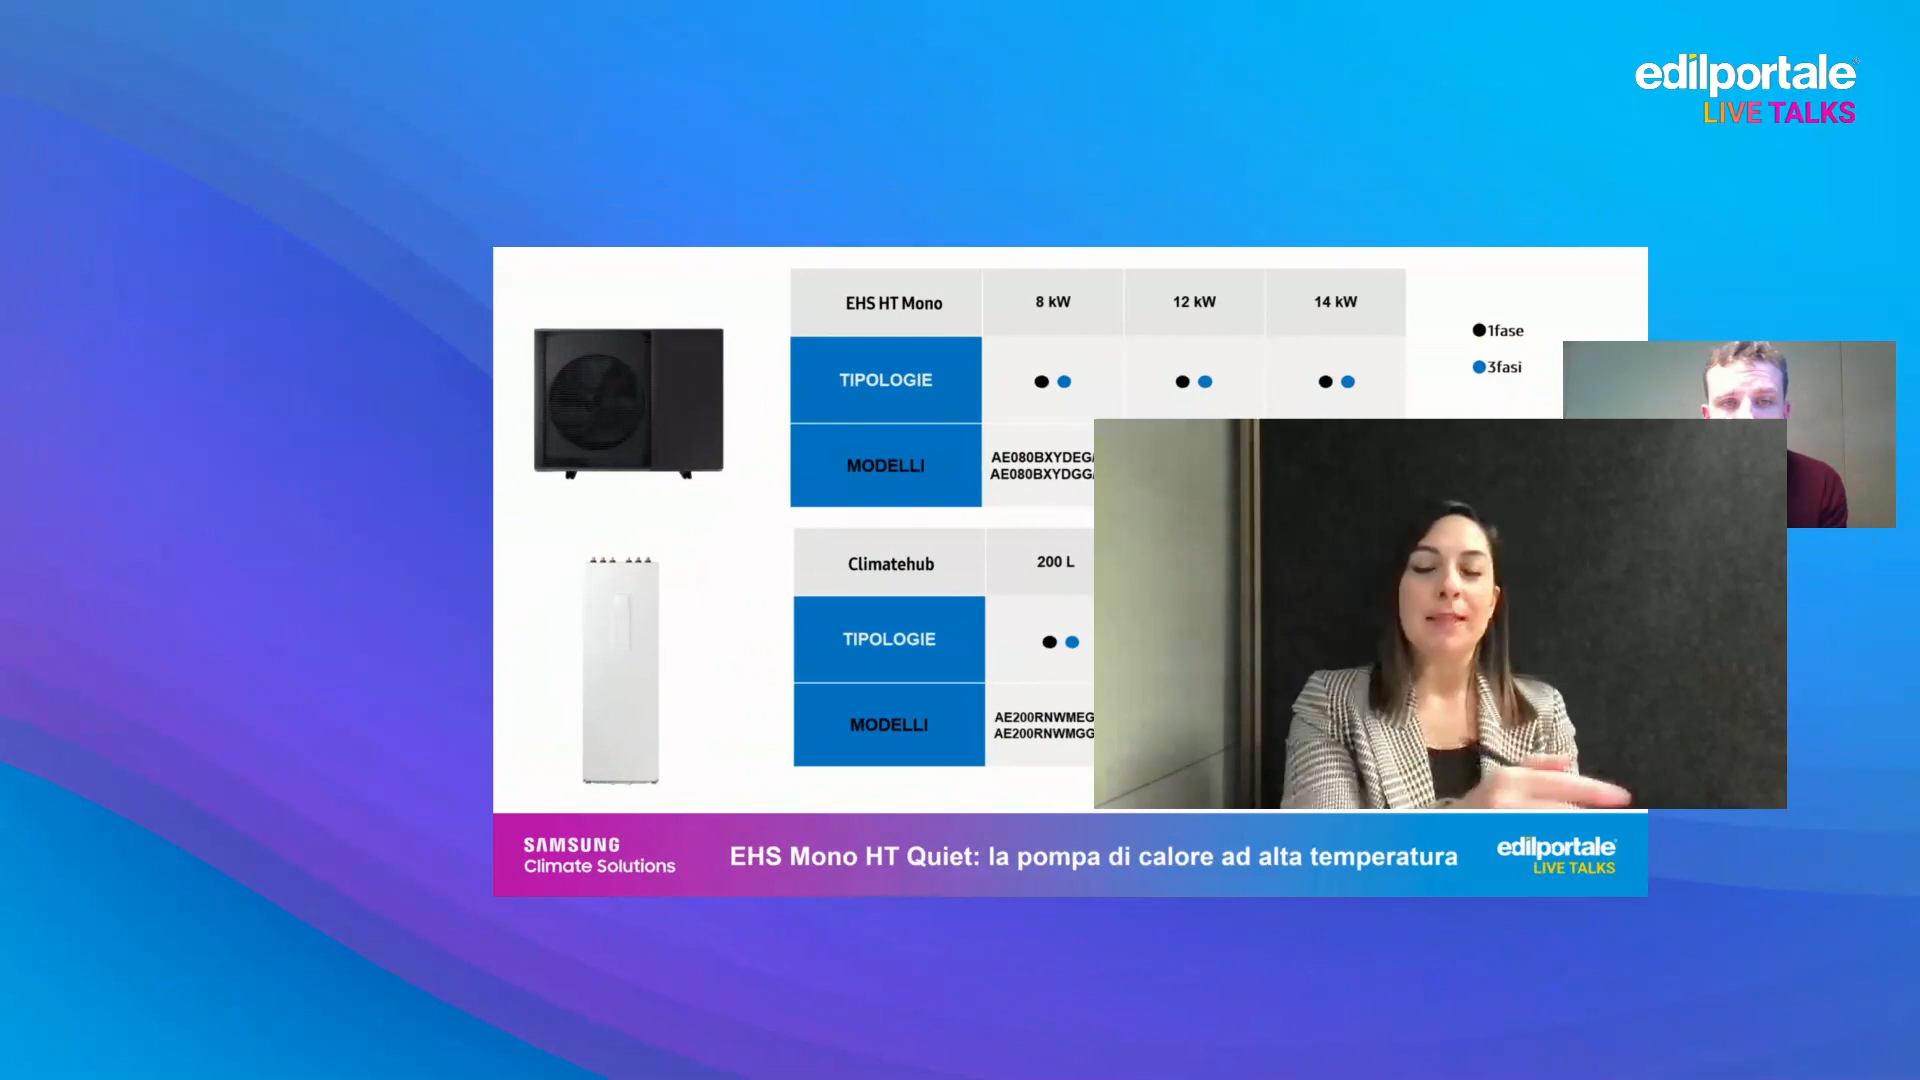 edilportale
LIVE TALKS
EHS HT Mono 8 kW 12 kW 14 kW
1fase
3fasi
TIPOLOGIE
MODELLI
AE080BXYDEG
AE080BXYDGG
Climatehub 200 L
TIPOLOGIE
MODELLI
AE200RNWMEG
AE200RNWMGG
SAMSUNG
Climate Solutions
EHS Mono HT Quiet: la pompa di calore ad alta temperatura
edilportale
LIVE TALKS